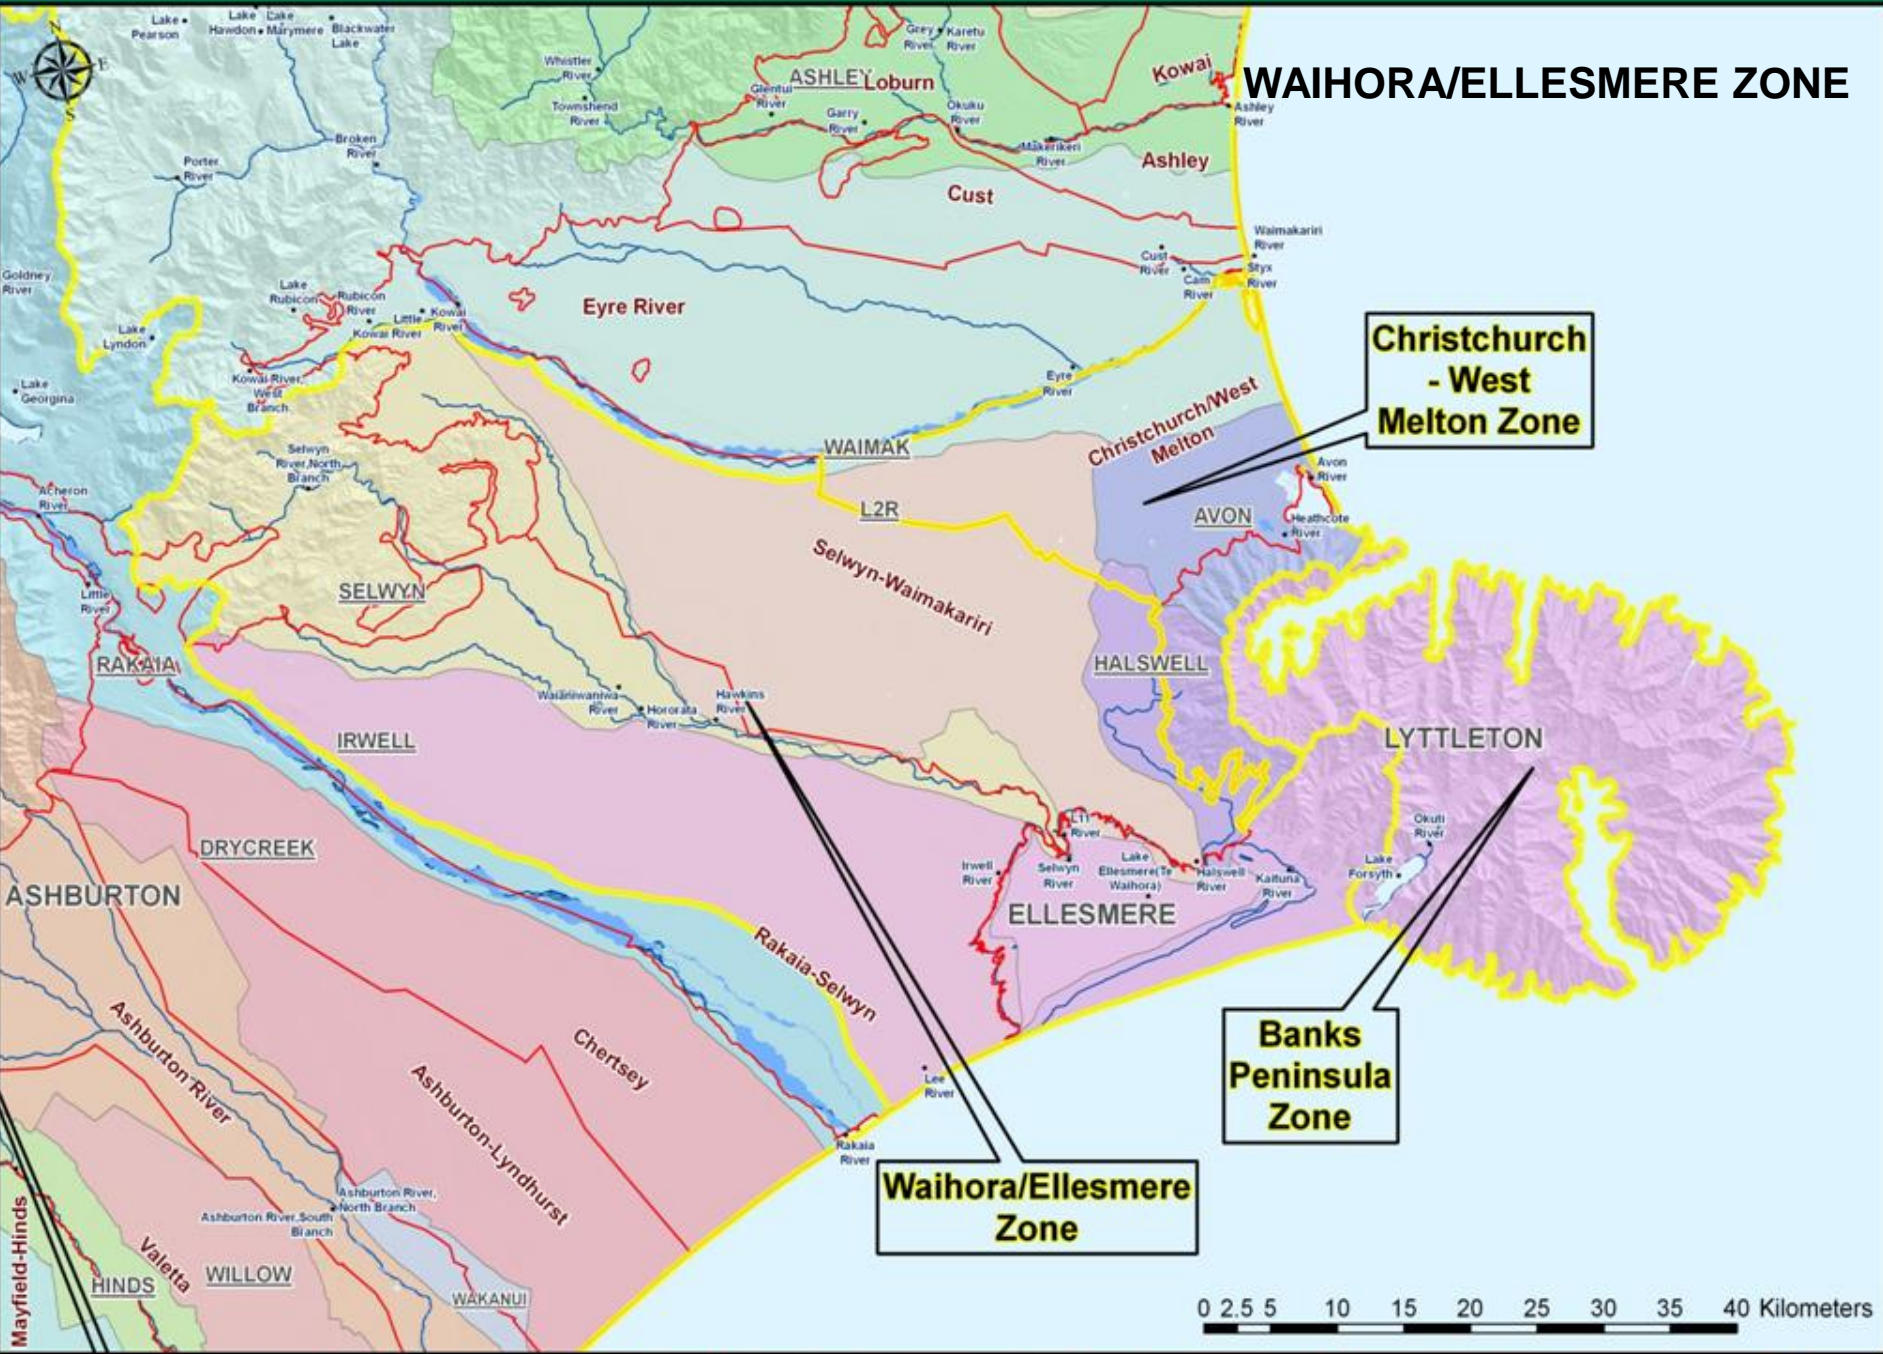 WAIHORA/ELLESMERE ZONE
N
E
S
W
Lake
Pearson
Lake
Hawdon
Lake
Marymere
Blackwater
Lake
Grey
River
Karetu
River
Whistler
River
Townshend
River
ASHLEY
Loburn
Glentui
River
Garry
River
Okuku
River
Makerikeri
River
Kowai
Ashley
River
Ashley
Cust
Broken
River
Porter
River
Goldney
River
Lake
Rubicon
Rubicon
River
Little
Kowai River
Kowai
River
Lake
Lyndon
Kowai River,
West
Branch
Lake
Georgina
Eyre River
Cust
River
Cam
River
Waimakariri
River
Styx
River
Eyre
River
Christchurch
- West
Melton Zone
Christchurch/West
Melton
WAIMAK
L2R
Selwyn
River,North
Branch
Acheron
River
Avon
River
AVON
Heathcote
River
Selwyn-Waimakariri
SELWYN
Little
River
RAKAIA
HALSWELL
Waianiwaniwa
River
Hororata
River
Hawkins
River
IRWELL
LYTTLETON
DRYCREEK
L11
River
Irwell
River
Selwyn
River
Lake
Ellesmere(Te
Waihora)
Halswell
River
Kaituna
River
Lake
Forsyth
Okuti
River
ASHBURTON
ELLESMERE
Rakaia-Selwyn
Ashburton River
Chertsey
Ashburton-Lyndhurst
Lee
River
Rakaia
River
Banks
Peninsula
Zone
Waihora/Ellesmere
Zone
Ashburton River,
North Branch
Ashburton River,South
Branch
Mayfield-Hinds
Valetta
HINDS
WILLOW
WAKANUI
0 2.5 5 10 15 20 25 30 35 40 Kilometers